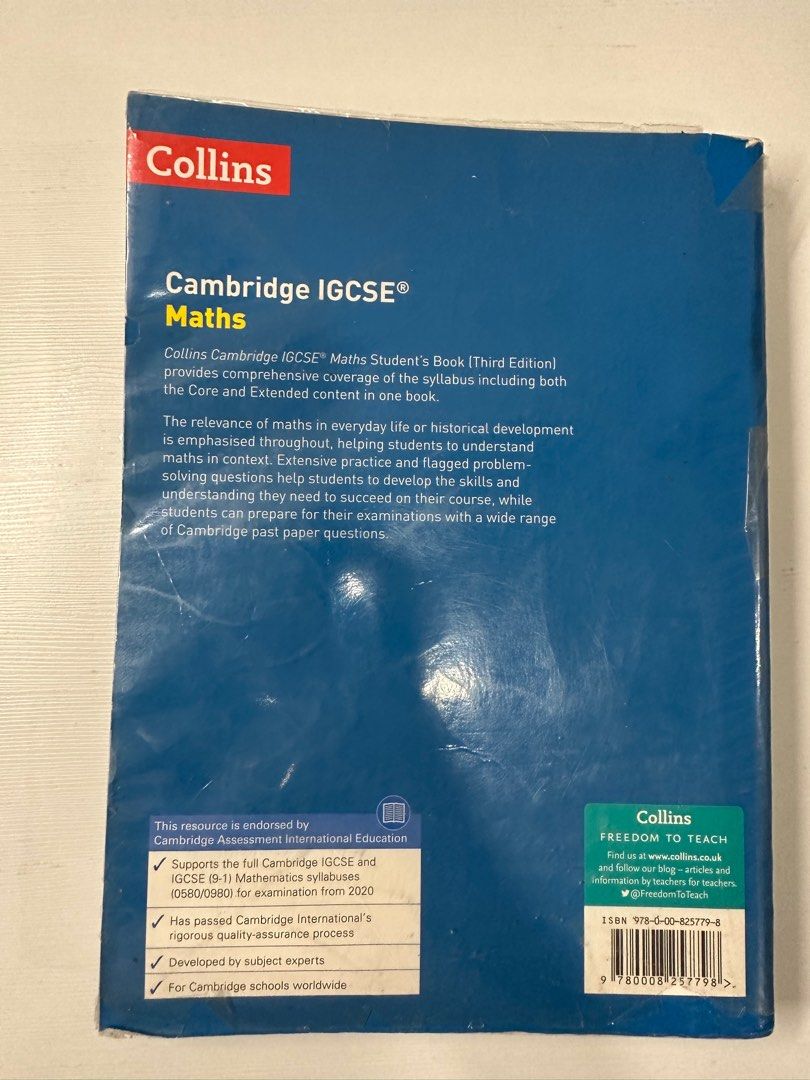 Collins
Cambridge IGCSE®
Maths
Collins Cambridge IGCSE® Maths Student's Book (Third Edition)
provides comprehensive coverage of the syllabus including both
the Core and Extended content in one book.
The relevance of maths in everyday life or historical development
is emphasised throughout, helping students to understand
maths in context. Extensive practice and flagged problem-
solving questions help students to develop the skills and
understanding they need to succeed on their course, while
students can prepare for their examinations with a wide range
of Cambridge past paper questions.
This resource is endorsed by
Cambridge Assessment International Education
✓ Supports the full Cambridge IGCSE and
IGCSE (9-1) Mathematics syllabuses
(0580/0980) for examination from 2020
✓ Has passed Cambridge International's
rigorous quality-assurance process
✓ Developed by subject experts
✓ For Cambridge schools worldwide
Collins
FREEDOM TO TEACH
Find us at www.collins.co.uk
and follow our blog – articles and
information by teachers for teachers.
@FreedomToTeach
ISBN 978-0-00-825779-8
9 780008 257798 >